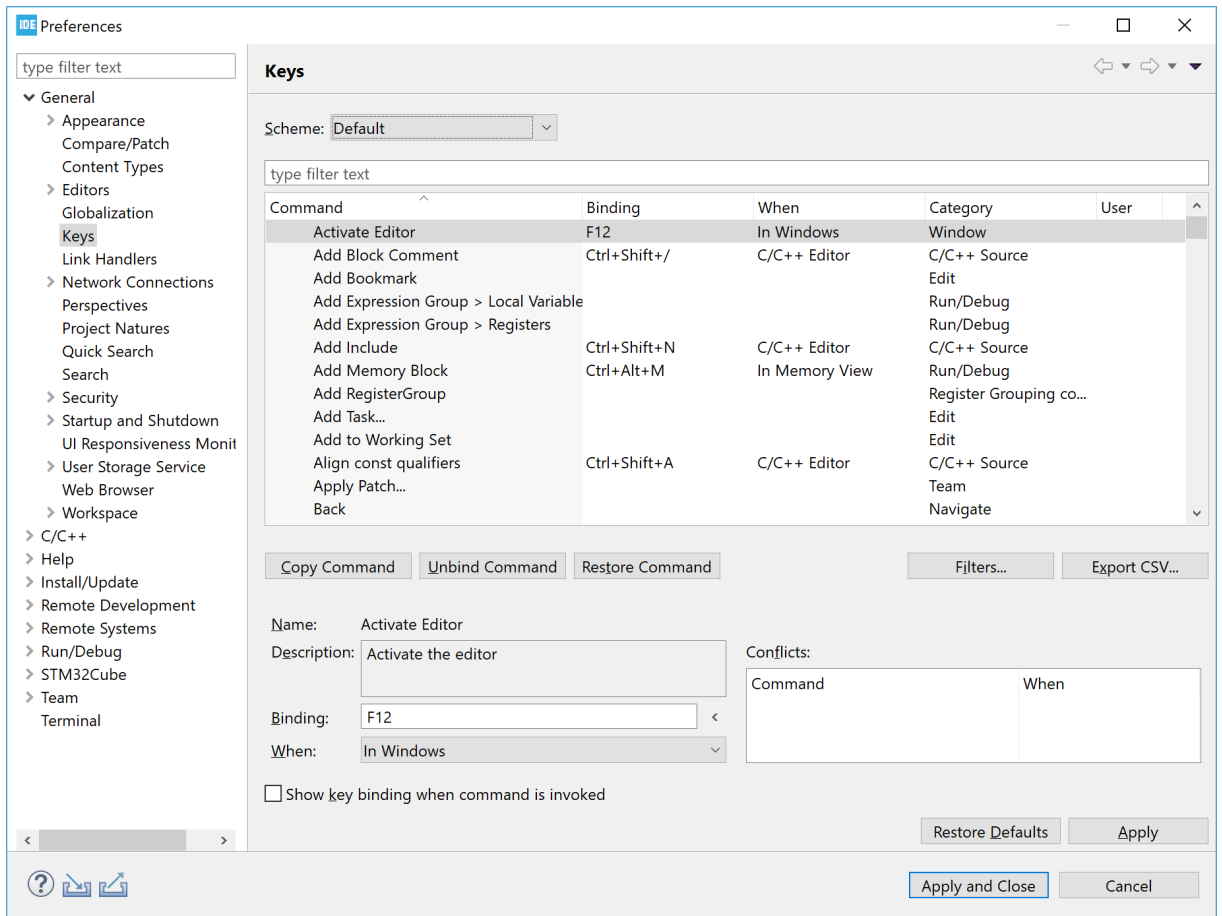 IDE Preferences
type filter text
General
Appearance
Compare/Patch
Content Types
Editors
Globalization
Keys
Link Handlers
Network Connections
Perspectives
Project Natures
Quick Search
Search
Security
Startup and Shutdown
UI Responsiveness Monit
User Storage Service
Web Browser
Workspace
C/C++
Help
Install/Update
Remote Development
Remote Systems
Run/Debug
STM32Cube
Team
Terminal
Keys
Scheme: Default
type filter text
Command Binding When Category User
Activate Editor F12 In Windows Window
Add Block Comment Ctrl+Shift+/ C/C++ Editor C/C++ Source
Add Bookmark Edit
Add Expression Group > Local Variable Run/Debug
Add Expression Group > Registers Run/Debug
Add Include Ctrl+Shift+N C/C++ Editor C/C++ Source
Add Memory Block Ctrl+Alt+M In Memory View Run/Debug
Add RegisterGroup Register Grouping co...
Add Task... Edit
Add to Working Set Edit
Align const qualifiers Ctrl+Shift+A C/C++ Editor C/C++ Source
Apply Patch... Team
Back Navigate
Copy Command Unbind Command Restore Command Filters... Export CSV...
Name: Activate Editor
Description: Activate the editor
Binding: F12
When: In Windows
Conflicts:
Command When
Show key binding when command is invoked
Restore Defaults Apply
? Apply and Close Cancel